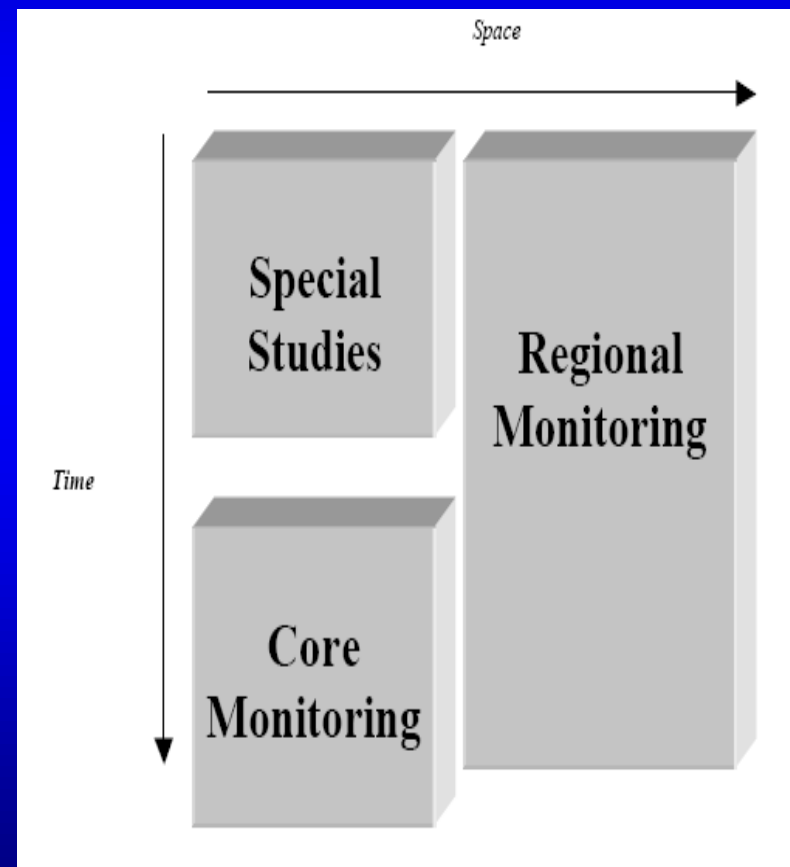 Space
Special
Studies
Regional
Monitoring
Time
Core
Monitoring